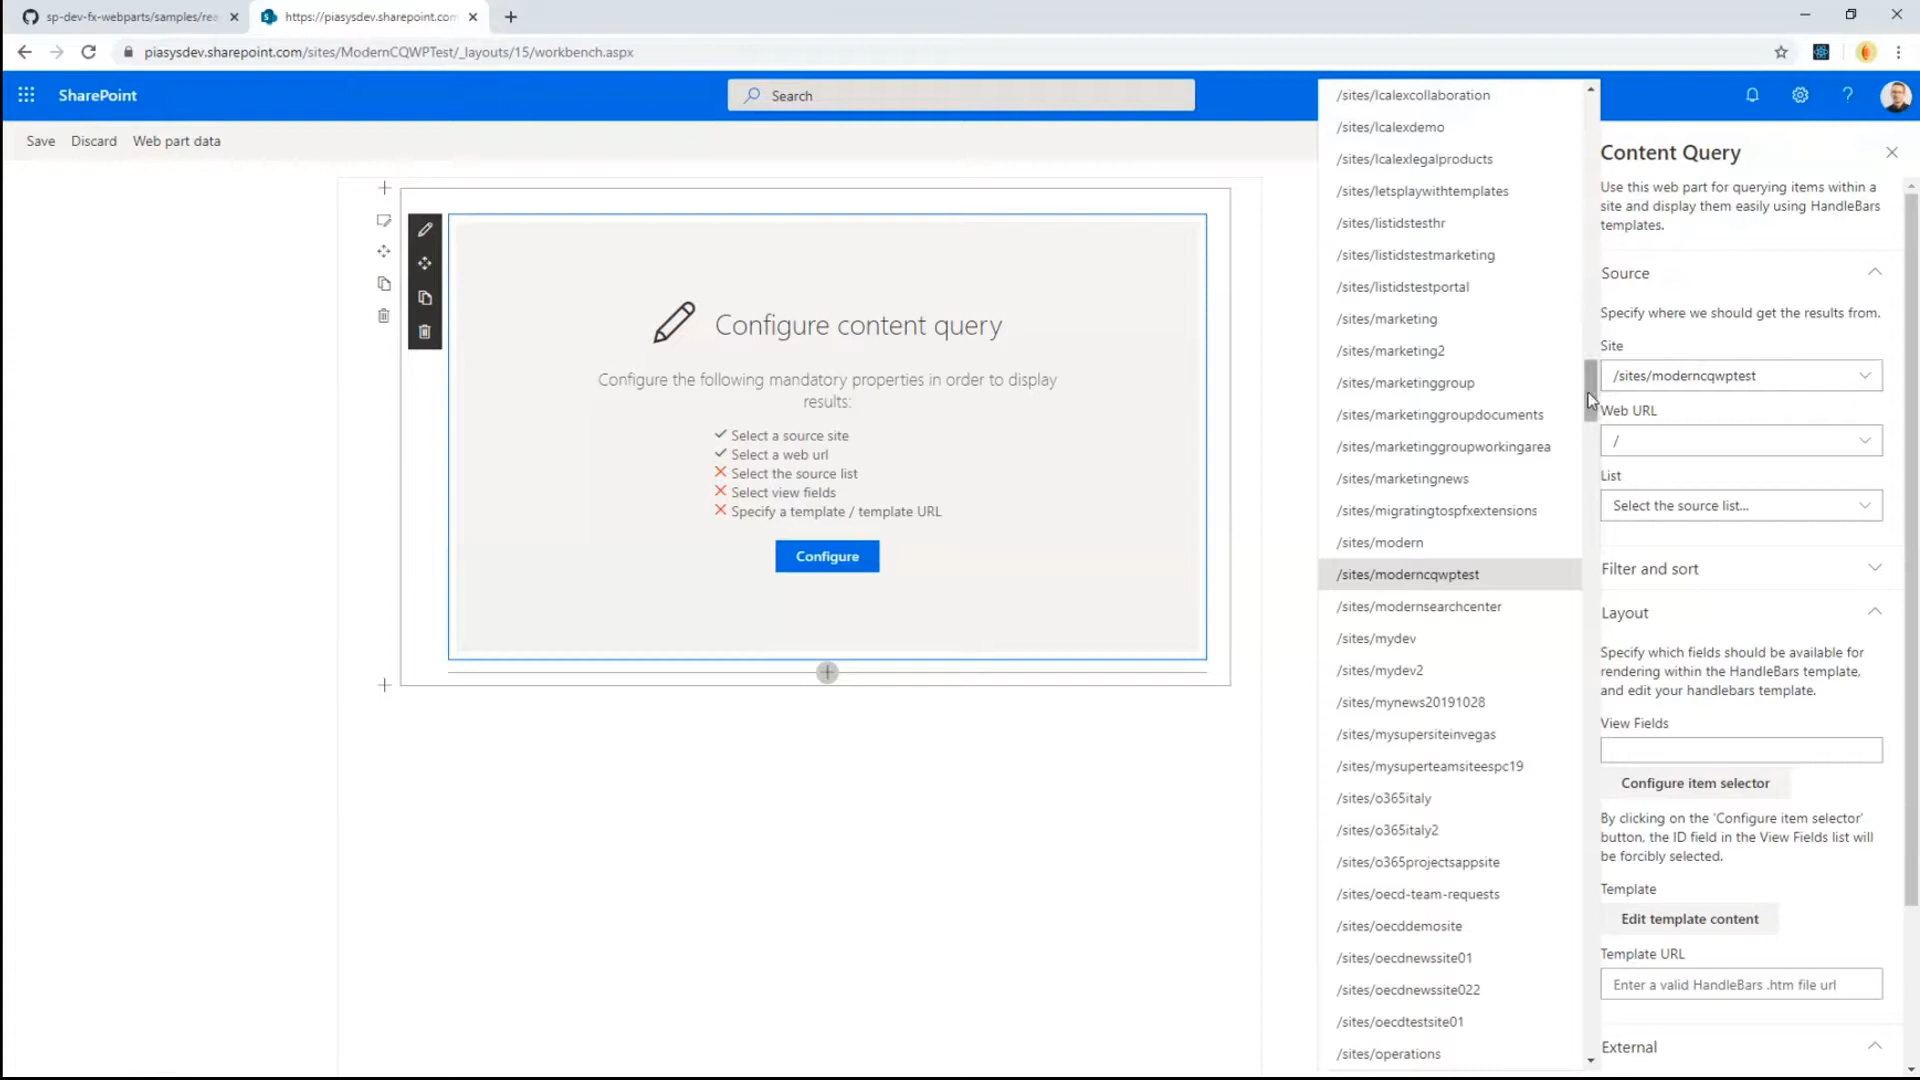 sp-dev-fx-webparts/samples/rea
https://piasysdev.sharepoint.com
piasysdev.sharepoint.com/sites/ModernCQWPTest/_layouts/15/workbench.aspx
SharePoint
Search
Save
Discard
Web part data
Configure content query
Configure the following mandatory properties in order to display
results:
Select a source site
Select a web url
Select the source list
Select view fields
Specify a template / template URL
Configure
/sites/lcalexcollaboration
/sites/lcalexdemo
/sites/lcalexlegalproducts
/sites/letsplaywithtemplates
/sites/listidstesthr
/sites/listidstestmarketing
/sites/listidstestportal
/sites/marketing
/sites/marketing2
/sites/marketinggroup
/sites/marketinggroupdocuments
/sites/marketinggroupworkingarea
/sites/marketingnews
/sites/migratingtospfxextensions
/sites/modern
/sites/moderncqwptest
/sites/modernsearchcenter
/sites/mydev
/sites/mydev2
/sites/mynews20191028
/sites/mysupersiteinvegas
/sites/mysuperteamsiteespc19
/sites/o365italy
/sites/o365italy2
/sites/o365projectsappsite
/sites/oecd-team-requests
/sites/oecddemosite
/sites/oecdnewssite01
/sites/oecdnewssite022
/sites/oecdtestsite01
/sites/operations
Content Query
Use this web part for querying items within a
site and display them easily using HandleBars
templates.
Source
Specify where we should get the results from.
Site
/sites/moderncqwptest
Web URL
/
List
Select the source list...
Filter and sort
Layout
Specify which fields should be available for
rendering within the HandleBars template,
and edit your handlebars template.
View Fields
Configure item selector
By clicking on the 'Configure item selector'
button, the ID field in the View Fields list will
be forcibly selected.
Template
Edit template content
Template URL
Enter a valid HandleBars .htm file url
External